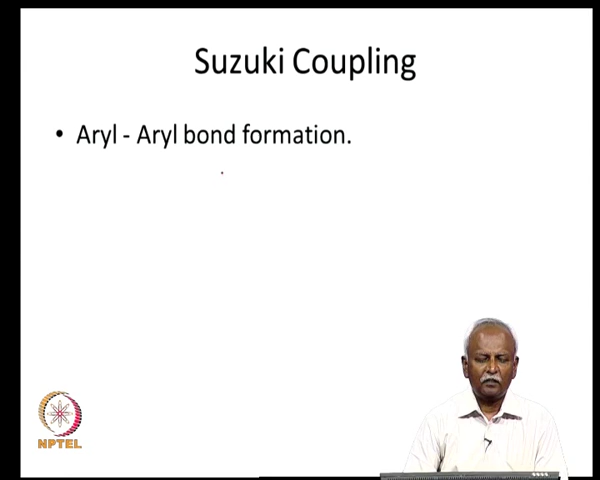 Suzuki Coupling
• Aryl - Aryl bond formation.
NPTEL